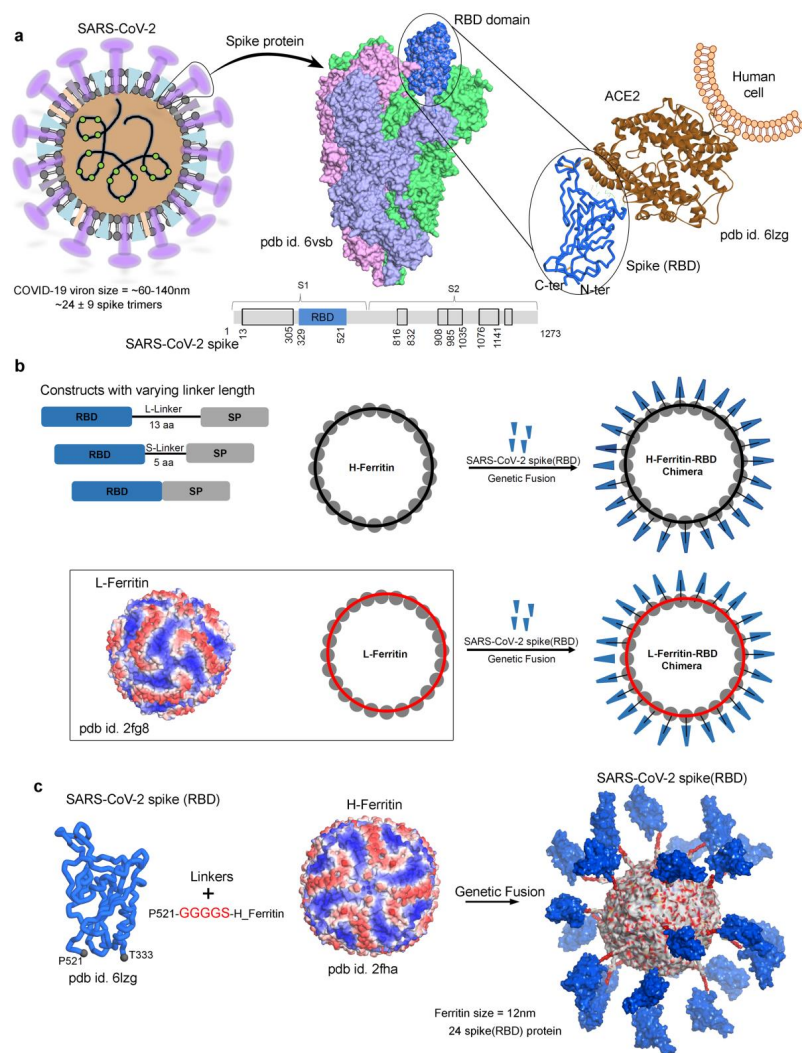 a
SARS-CoV-2
Spike protein
RBD domain
Human
cell
ACE2
pdb id. 6vsb
pdb id. 6lzg
Spike (RBD)
C-ter
N-ter
COVID-19 viron size = ~60-140nm
~24 ± 9 spike trimers
S1
S2
RBD
1
13
305
329
521
816
832
908
985
1035
1076
1141
1273
SARS-CoV-2 spike
b
Constructs with varying linker length
RBD
L-Linker
13 aa
SP
RBD
S-Linker
5 aa
SP
RBD
SP
H-Ferritin
SARS-CoV-2 spike(RBD)
Genetic Fusion
H-Ferritin-RBD
Chimera
L-Ferritin
pdb id. 2fg8
L-Ferritin
SARS-CoV-2 spike(RBD)
Genetic Fusion
L-Ferritin-RBD
Chimera
c
SARS-CoV-2 spike (RBD)
P521
T333
pdb id. 6lzg
Linkers
+
P521-GGGGS-H_Ferritin
H-Ferritin
pdb id. 2fha
Genetic Fusion
SARS-CoV-2 spike(RBD)
Ferritin size = 12nm
24 spike(RBD) protein